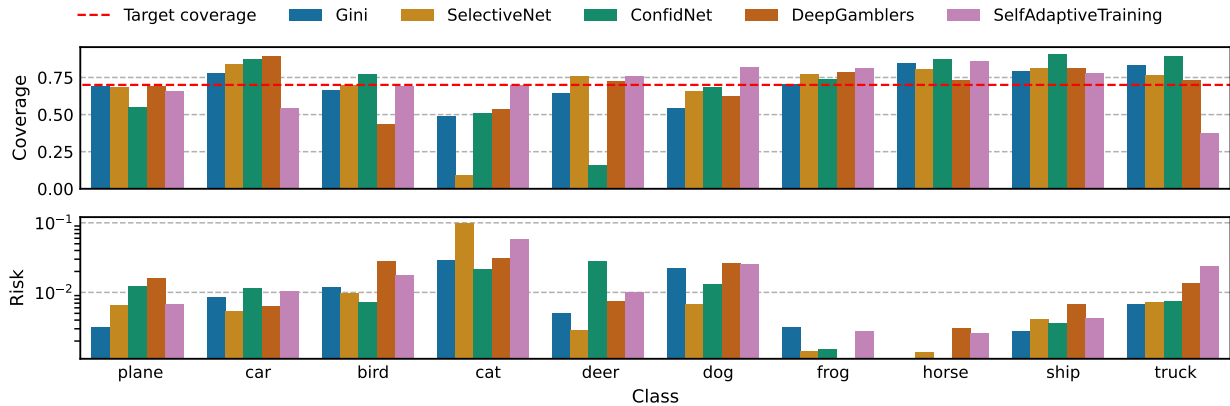 Target coverage Gini SelectiveNet ConfidNet DeepGamblers SelfAdaptiveTraining
Coverage
0.75
0.50
0.25
0.00
Risk
10⁻¹
10⁻²
plane car bird cat deer dog frog horse ship truck
Class